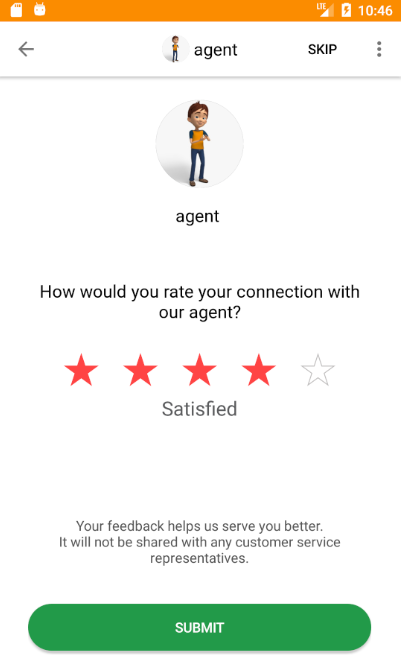 LTE 10:46
agent SKIP
agent
How would you rate your connection with
our agent?
Satisfied
Your feedback helps us serve you better.
It will not be shared with any customer service
representatives.
SUBMIT